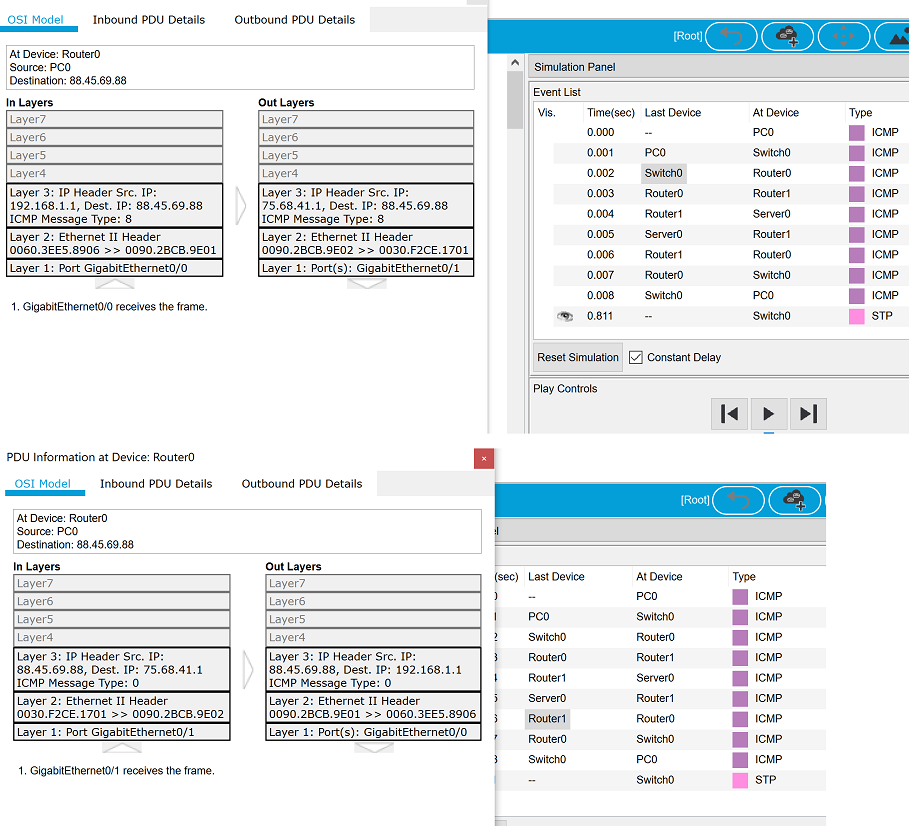 OSI Model Inbound PDU Details Outbound PDU Details
At Device: Router0
Source: PC0
Destination: 88.45.69.88
In Layers Out Layers
Layer7 Layer7
Layer6 Layer6
Layer5 Layer5
Layer4 Layer4
Layer 3: IP Header Src. IP:
192.168.1.1, Dest. IP: 88.45.69.88
ICMP Message Type: 8
Layer 3: IP Header Src. IP:
75.68.41.1, Dest. IP: 88.45.69.88
ICMP Message Type: 8
Layer 2: Ethernet II Header
0060.3EE5.8906 >> 0090.2BCB.9E01
Layer 2: Ethernet II Header
0090.2BCB.9E02 >> 0030.F2CE.1701
Layer 1: Port GigabitEthernet0/0
Layer 1: Port(s): GigabitEthernet0/1
1. GigabitEthernet0/0 receives the frame.
[Root]
Simulation Panel
Event List
Vis. Time(sec) Last Device At Device Type
0.000 -- PC0 ICMP
0.001 PC0 Switch0 ICMP
0.002 Switch0 Router0 ICMP
0.003 Router0 Router1 ICMP
0.004 Router1 Server0 ICMP
0.005 Server0 Router1 ICMP
0.006 Router1 Router0 ICMP
0.007 Router0 Switch0 ICMP
0.008 Switch0 PC0 ICMP
0.811 -- Switch0 STP
Reset Simulation Constant Delay
Play Controls
PDU Information at Device: Router0
OSI Model Inbound PDU Details Outbound PDU Details
At Device: Router0
Source: PC0
Destination: 88.45.69.88
In Layers Out Layers
Layer7 Layer7
Layer6 Layer6
Layer5 Layer5
Layer4 Layer4
Layer 3: IP Header Src. IP:
88.45.69.88, Dest. IP: 75.68.41.1
ICMP Message Type: 0
Layer 3: IP Header Src. IP:
88.45.69.88, Dest. IP: 192.168.1.1
ICMP Message Type: 0
Layer 2: Ethernet II Header
0030.F2CE.1701 >> 0090.2BCB.9E02
Layer 2: Ethernet II Header
0090.2BCB.9E01 >> 0060.3EE5.8906
Layer 1: Port GigabitEthernet0/1
Layer 1: Port(s): GigabitEthernet0/0
1. GigabitEthernet0/1 receives the frame.
[Root]
(sec) Last Device At Device Type
-- PC0 ICMP
PC0 Switch0 ICMP
Switch0 Router0 ICMP
Router0 Router1 ICMP
Router1 Server0 ICMP
Server0 Router1 ICMP
Router1 Router0 ICMP
Router0 Switch0 ICMP
Switch0 PC0 ICMP
-- Switch0 STP